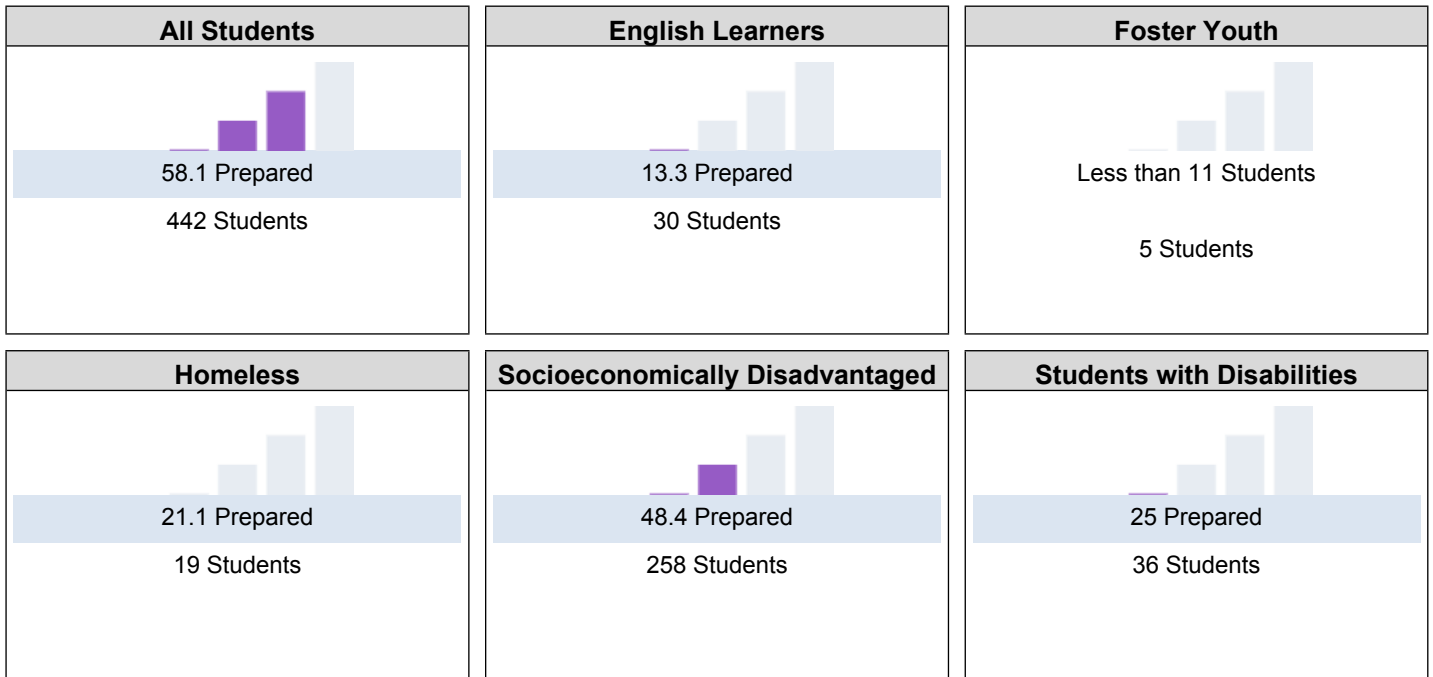 All Students
58.1 Prepared
442 Students
English Learners
13.3 Prepared
30 Students
Foster Youth
Less than 11 Students
5 Students
Homeless
21.1 Prepared
19 Students
Socioeconomically Disadvantaged
48.4 Prepared
258 Students
Students with Disabilities
25 Prepared
36 Students